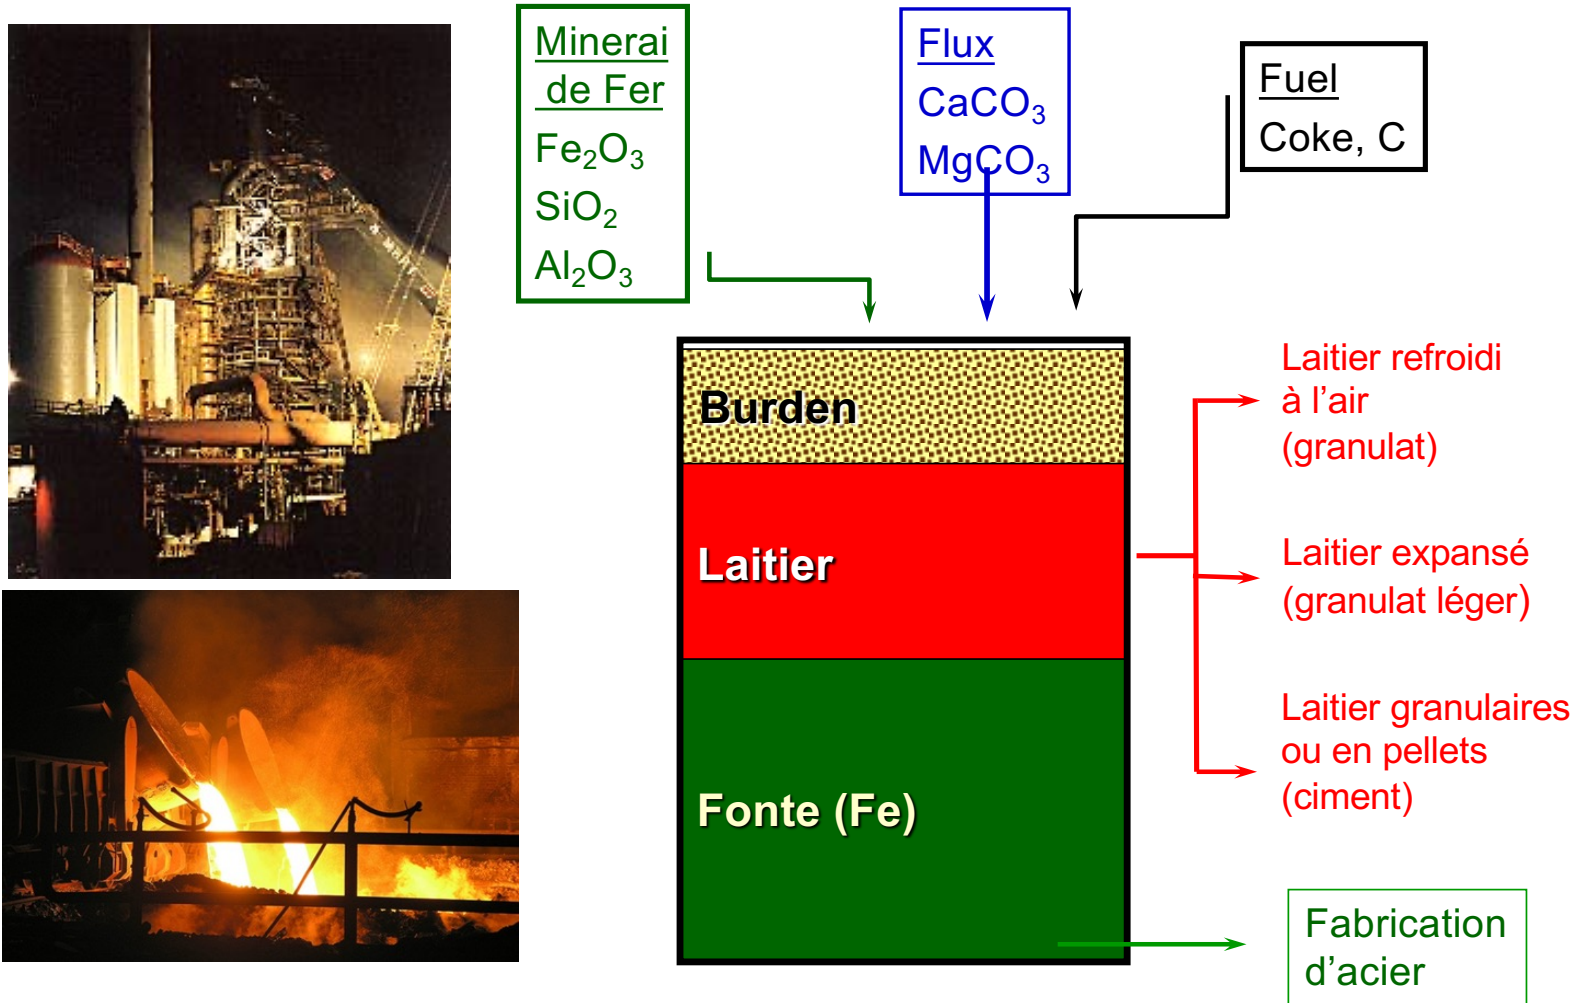 Minerai
de Fer
Fe₂O₃
SiO₂
Al₂O₃
Flux
CaCO₃
MgCO₃
Fuel
Coke, C
Burden
Laitier
Fonte (Fe)
Laitier refroidi
à l’air
(granulat)
Laitier expansé
(granulat léger)
Laitier granulaires
ou en pellets
(ciment)
Fabrication
d’acier